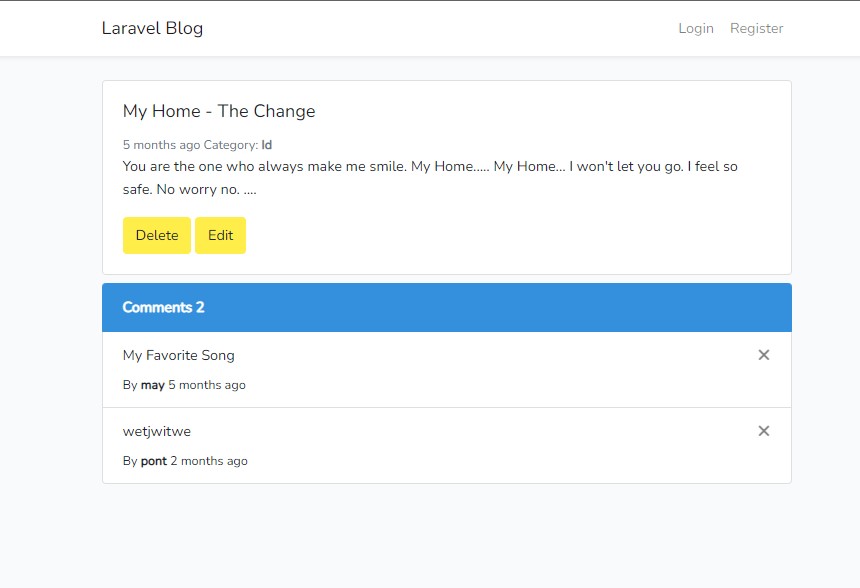 Laravel Blog
Login Register
My Home - The Change
5 months ago Category: Id
You are the one who always make me smile. My Home..... My Home... I won't let you go. I feel so
safe. No worry no. ....
Delete Edit
Comments 2
My Favorite Song ×
By may 5 months ago
wetjwitwe ×
By pont 2 months ago